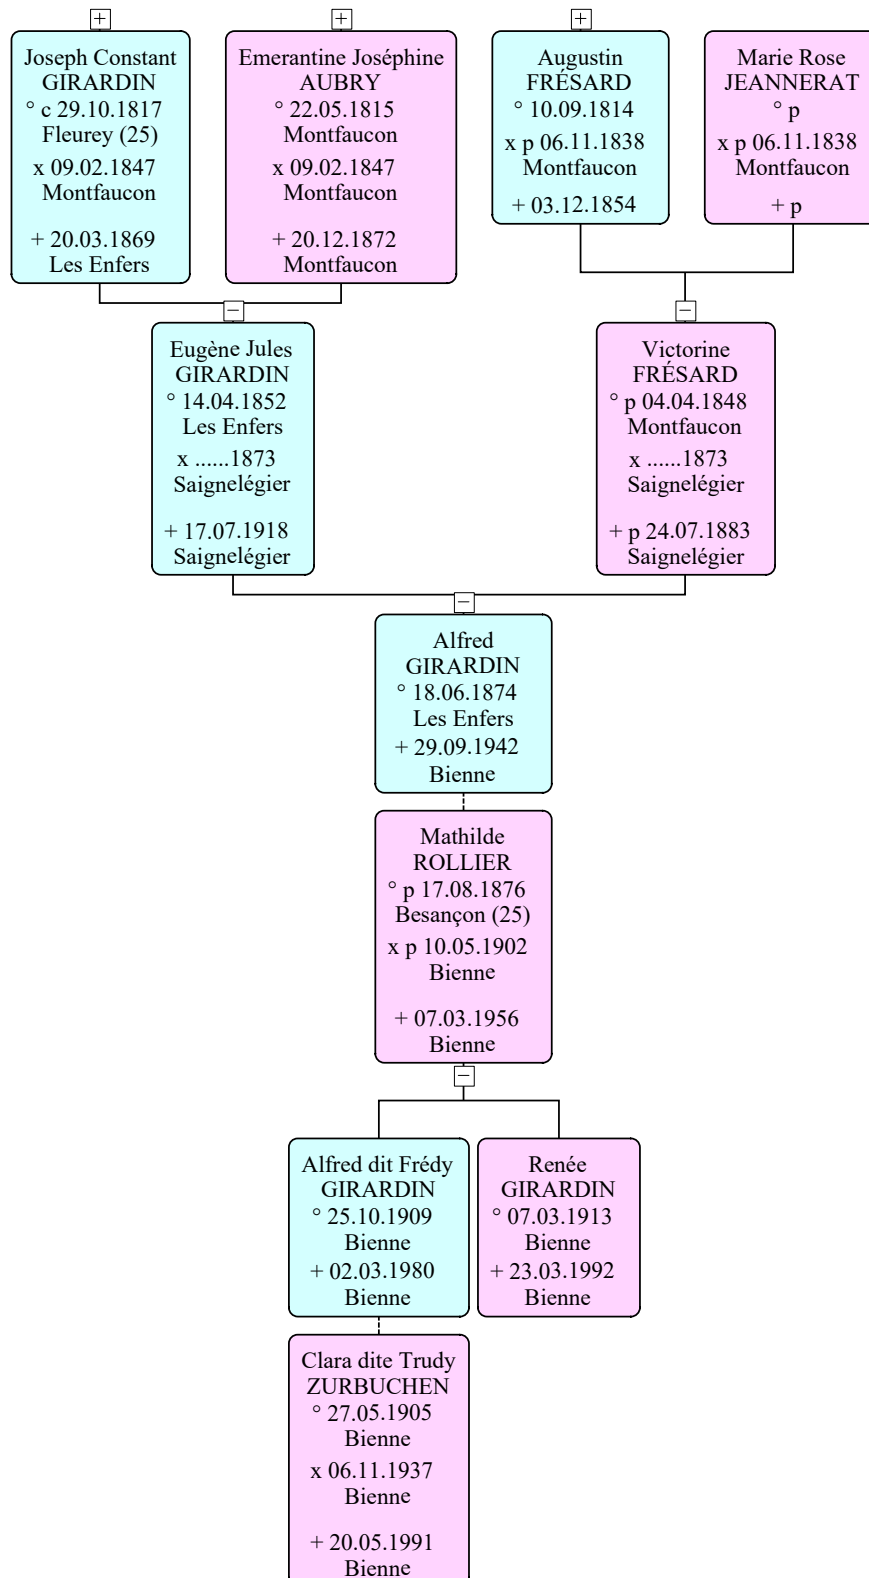 Joseph Constant
GIRARDIN
° c 29.10.1817
Fleurey (25)
x 09.02.1847
Montfaucon
+ 20.03.1869
Les Enfers
Emerantine Joséphine
AUBRY
° 22.05.1815
Montfaucon
x 09.02.1847
Montfaucon
+ 20.12.1872
Montfaucon
Augustin
FRÉSARD
° 10.09.1814
x p 06.11.1838
Montfaucon
+ 03.12.1854
Marie Rose
JEANNERAT
° p
x p 06.11.1838
Montfaucon
+ p
Eugène Jules
GIRARDIN
° 14.04.1852
Les Enfers
x ......1873
Saignelégier
+ 17.07.1918
Saignelégier
Victorine
FRÉSARD
° p 04.04.1848
Montfaucon
x ......1873
Saignelégier
+ p 24.07.1883
Saignelégier
Alfred
GIRARDIN
° 18.06.1874
Les Enfers
+ 29.09.1942
Bienne
Mathilde
ROLLIER
° p 17.08.1876
Besançon (25)
x p 10.05.1902
Bienne
+ 07.03.1956
Bienne
Alfred dit Frédy
GIRARDIN
° 25.10.1909
Bienne
+ 02.03.1980
Bienne
Renée
GIRARDIN
° 07.03.1913
Bienne
+ 23.03.1992
Bienne
Clara dite Trudy
ZURBUCHEN
° 27.05.1905
Bienne
x 06.11.1937
Bienne
+ 20.05.1991
Bienne